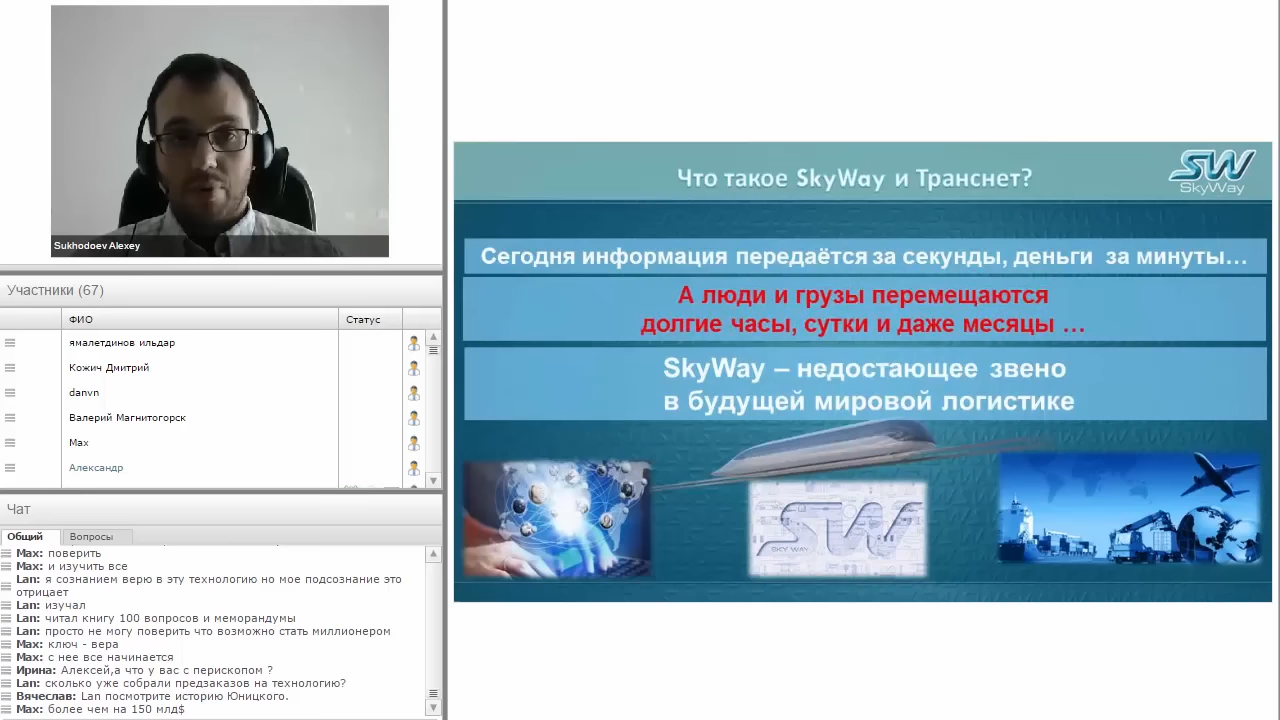 Sukhodoev Alexey
Участники (67)
ФИО
Статус
ямалетдинов ильдар
Кожич Дмитрий
danvn
Валерий Магнитогорск
Max
Александр
Чат
Общий
Вопросы
Max: поверить
Max: и изучить все
Lan: я сознанием верю в эту технологию но мое подсознание это
отрицает
Lan: изучал
Lan: читал книгу 100 вопросов и меморандумы
Lan: просто не могу поверить что возможно стать миллионером
Max: ключ - вера
Max: с нее все начинается
Ирина: Алексей,а что у вас с перископом ?
Lan: сколько уже собрали предзаказов на технологию?
Вячеслав: Lan посмотрите историю Юницкого.
Max: более чем на 150 млд$
Что такое SkyWay и Транснет?
SW
SkyWay
Сегодня информация передаётся за секунды, деньги за минуты...
А люди и грузы перемещаются
долгие часы, сутки и даже месяцы ...
SkyWay – недостающее звено
в будущей мировой логистике
SW
SKY WAY